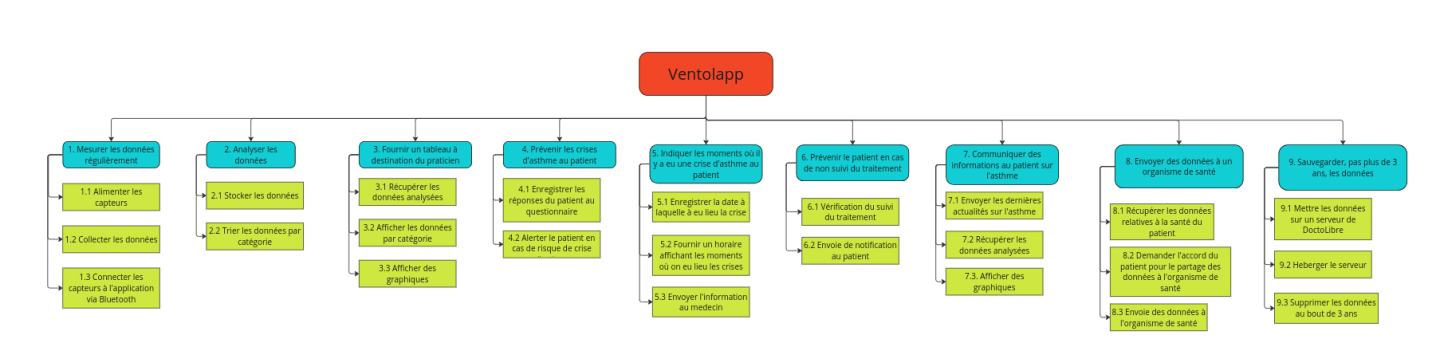 Ventolapp
1. Mesurer les données
régulièrement
1.1 Alimenter les
capteurs
1.2 Collecter les données
1.3 Connecter les
capteurs à l'application
via Bluetooth
2. Analyser les
données
2.1 Stocker les données
2.2 Trier les données par
catégorie
3. Fournir un tableau à
destination du praticien
3.1 Récupérer les
données analysées
3.2 Afficher les données
par catégorie
3.3 Afficher des
graphiques
4. Prévenir les crises
d'asthme au patient
4.1 Enregistrer les
réponses du patient au
questionnaire
4.2 Alerter le patient en
cas de risque de crise
5. Indiquer les moments où il
y a eu une crise d'asthme au
patient
5.1 Enregistrer la date à
laquelle à eu lieu la crise
5.2 Fournir un horaire
affichant les moments
où on eu lieu les crises
5.3 Envoyer l'information
au medecin
6. Prévenir le patient en cas
de non suivi du traitement
6.1 Vérification du suivi
du traitement
6.2 Envoie de notification
au patient
7. Communiquer des
informations au patient sur
l'asthme
7.1 Envoyer les dernières
actualités sur l'asthme
7.2 Récupérer les
données analysées
7.3. Afficher des
graphiques
8. Envoyer des données à un
organisme de santé
8.1 Récupérer les données
relatives à la santé du
patient
8.2 Demander l'accord du
patient pour le partage des
données à l'organisme de
santé
8.3 Envoie des données à
l'organisme de santé
9. Sauvegarder, pas plus de 3
ans, les données
9.1 Mettre les données
sur un serveur de
DoctoLibre
9.2 Heberger le serveur
9.3 Supprimer les données
au bout de 3 ans